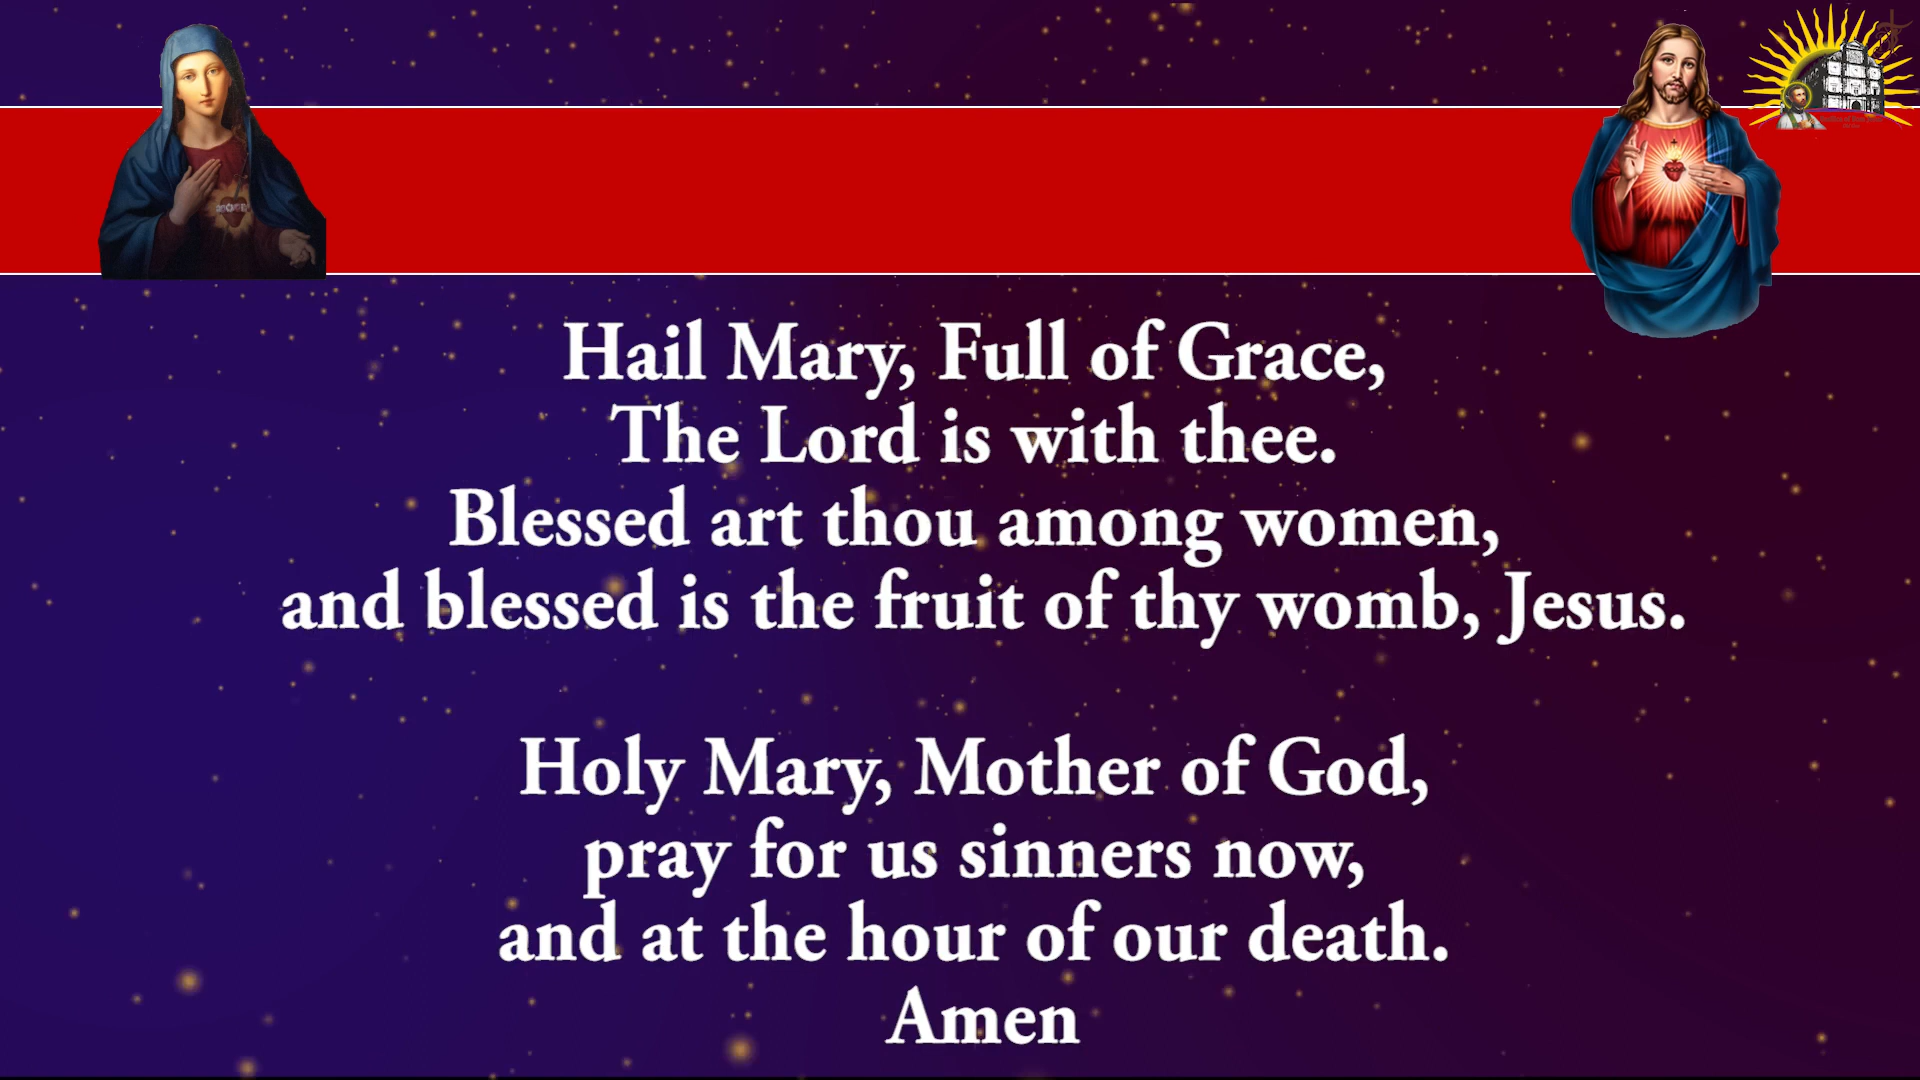 Hail Mary, Full of Grace,
The Lord is with thee.
Blessed art thou among women,
and blessed is the fruit of thy womb, Jesus.
Holy Mary, Mother of God,
pray for us sinners now,
and at the hour of our death.
Amen